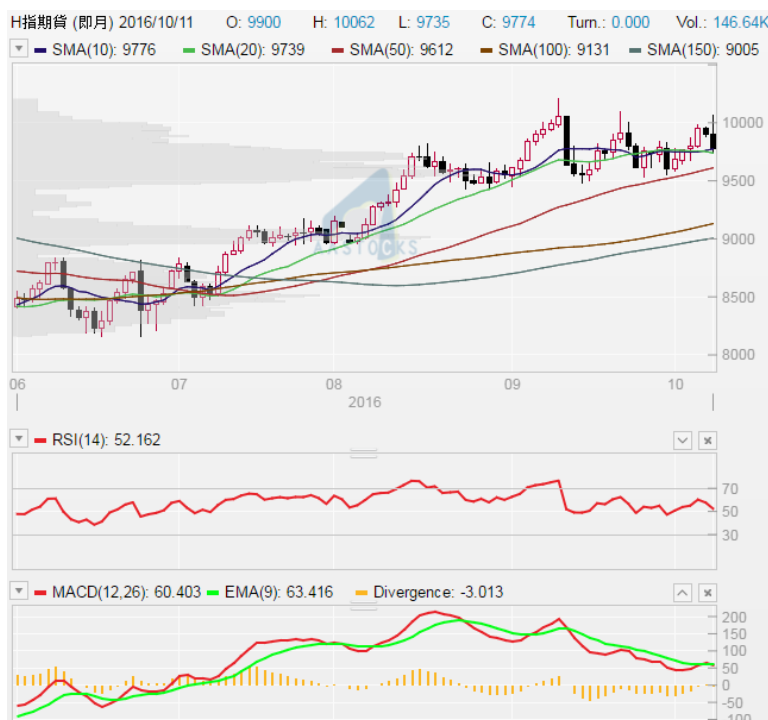 H指期貨 (即月) 2016/10/11 O: 9900 H: 10062 L: 9735 C: 9774 Turn.: 0.000 Vol.: 146.64K
SMA(10): 9776 SMA(20): 9739 SMA(50): 9612 SMA(100): 9131 SMA(150): 9005
10000
9500
9000
AASTOCKS
8500
8000
06 07 08 09 10
2016
RSI(14): 52.162
70
50
30
MACD(12,26): 60.403 EMA(9): 63.416 Divergence: -3.013
200
150
100
50
0
-50
-100